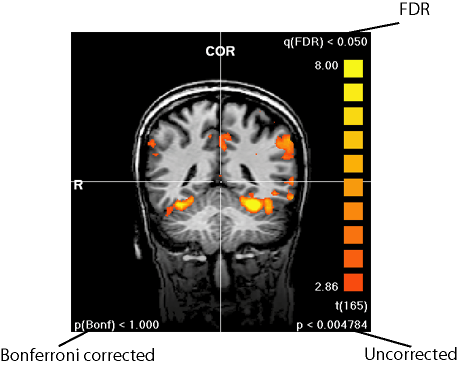 FDR
q(FDR) < 0.050
COR
8.00
R
2.86
t(165)
p(Bonf) < 1.000
p < 0.004784
Bonferroni corrected
Uncorrected